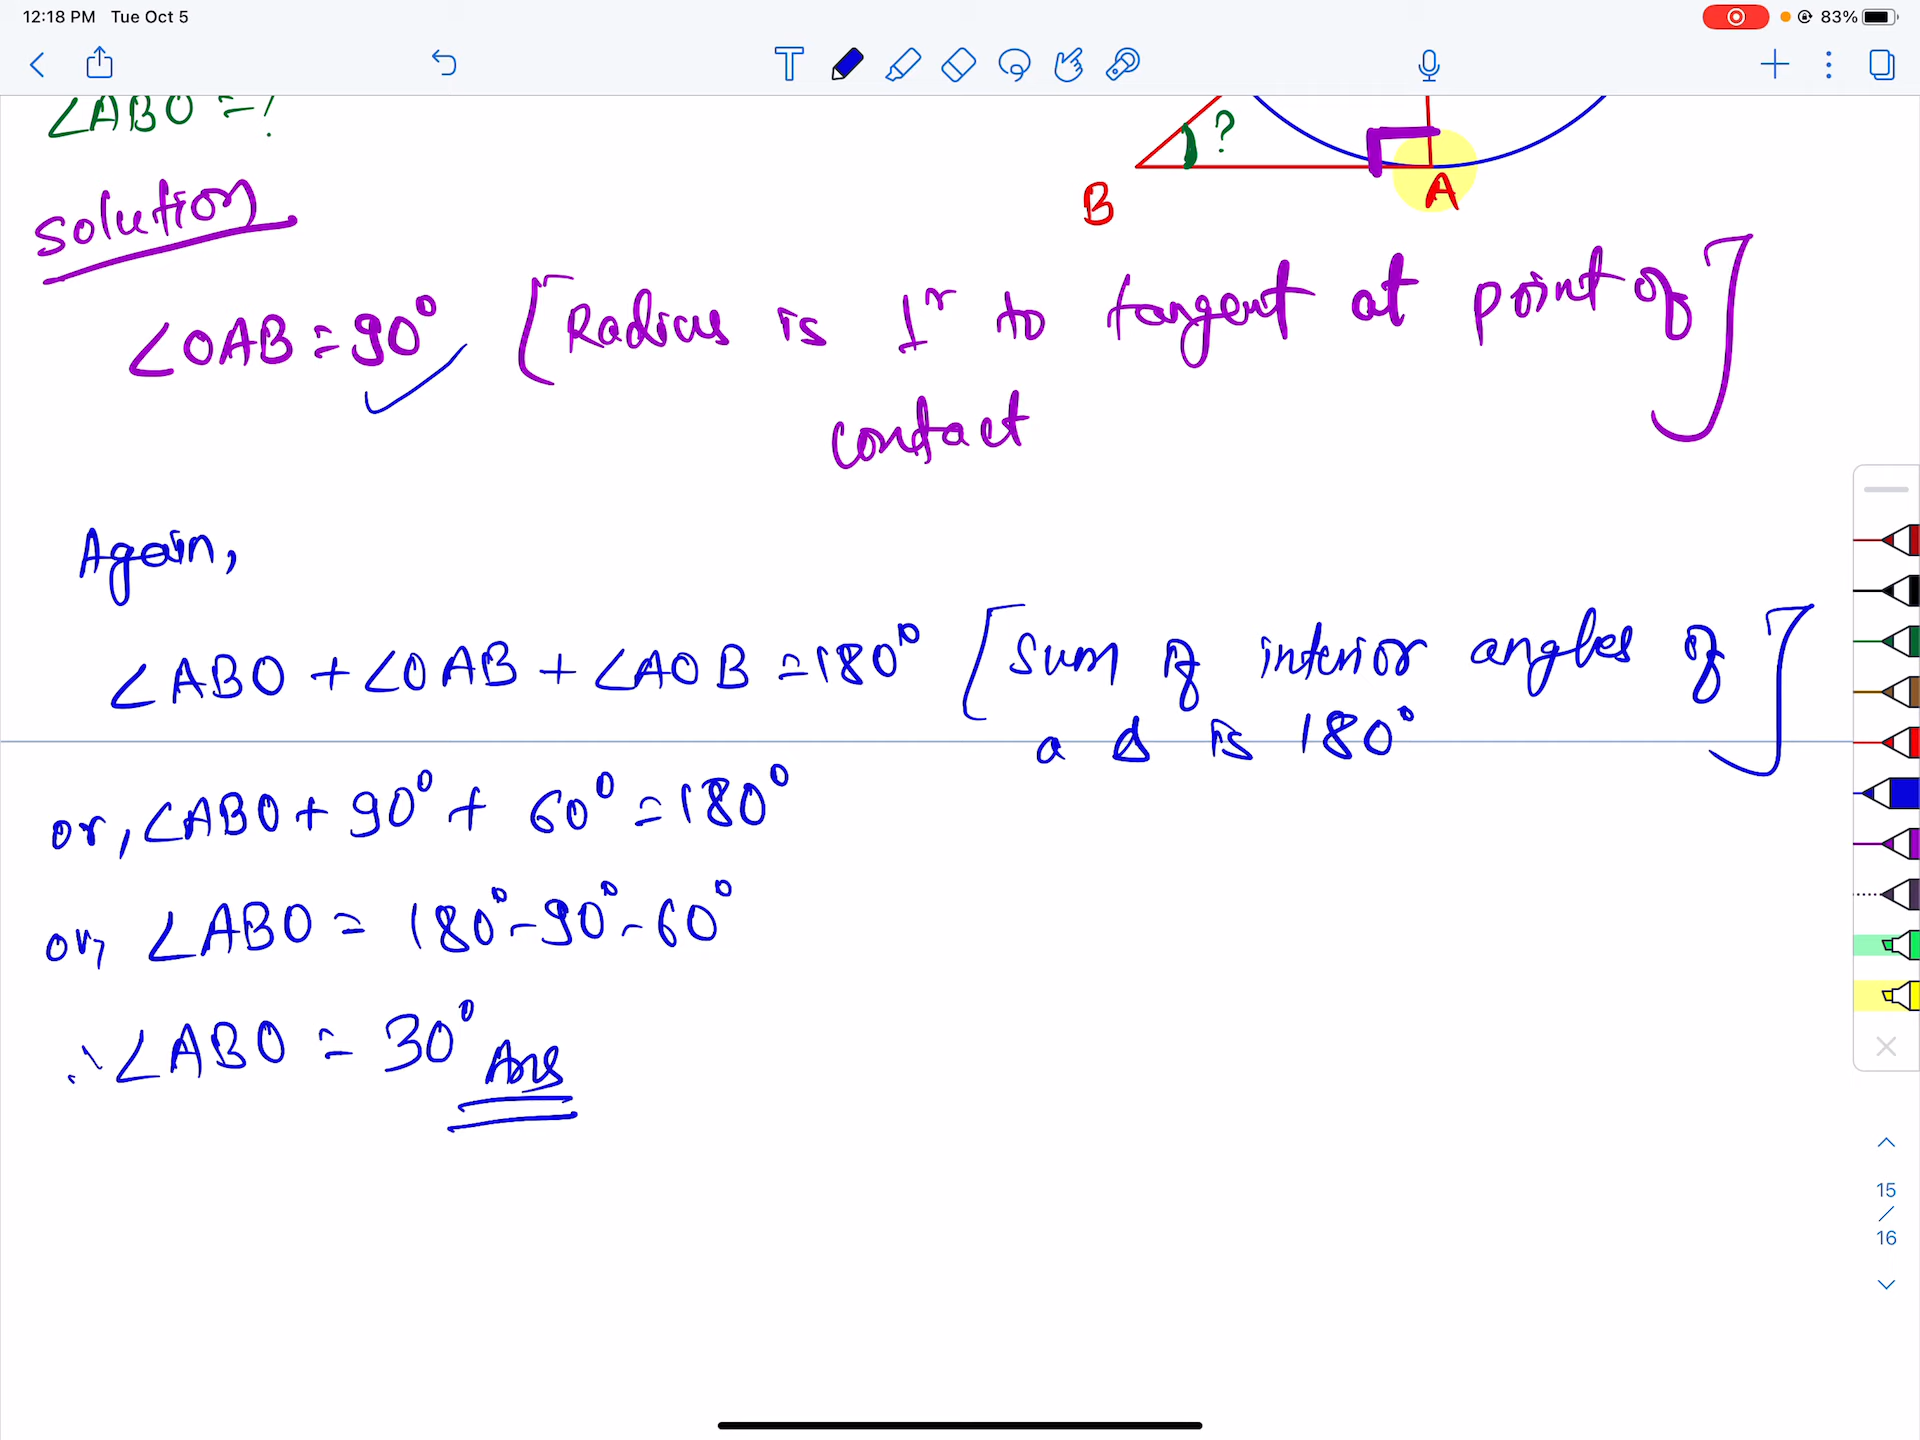 12:18 PM Tue Oct 5
83%
∠ABO = ?
?
B
A
Solution
∠OAB = 90° [Radius is ⊥r to tangent at point of
contact]
Again,
∠ABO + ∠OAB + ∠AOB = 180° [Sum of interior angles of
a Δ is 180°]
or, ∠ABO + 90° + 60° = 180°
or, ∠ABO = 180° - 90° - 60°
∴ ∠ABO = 30° Ans
15
/
16